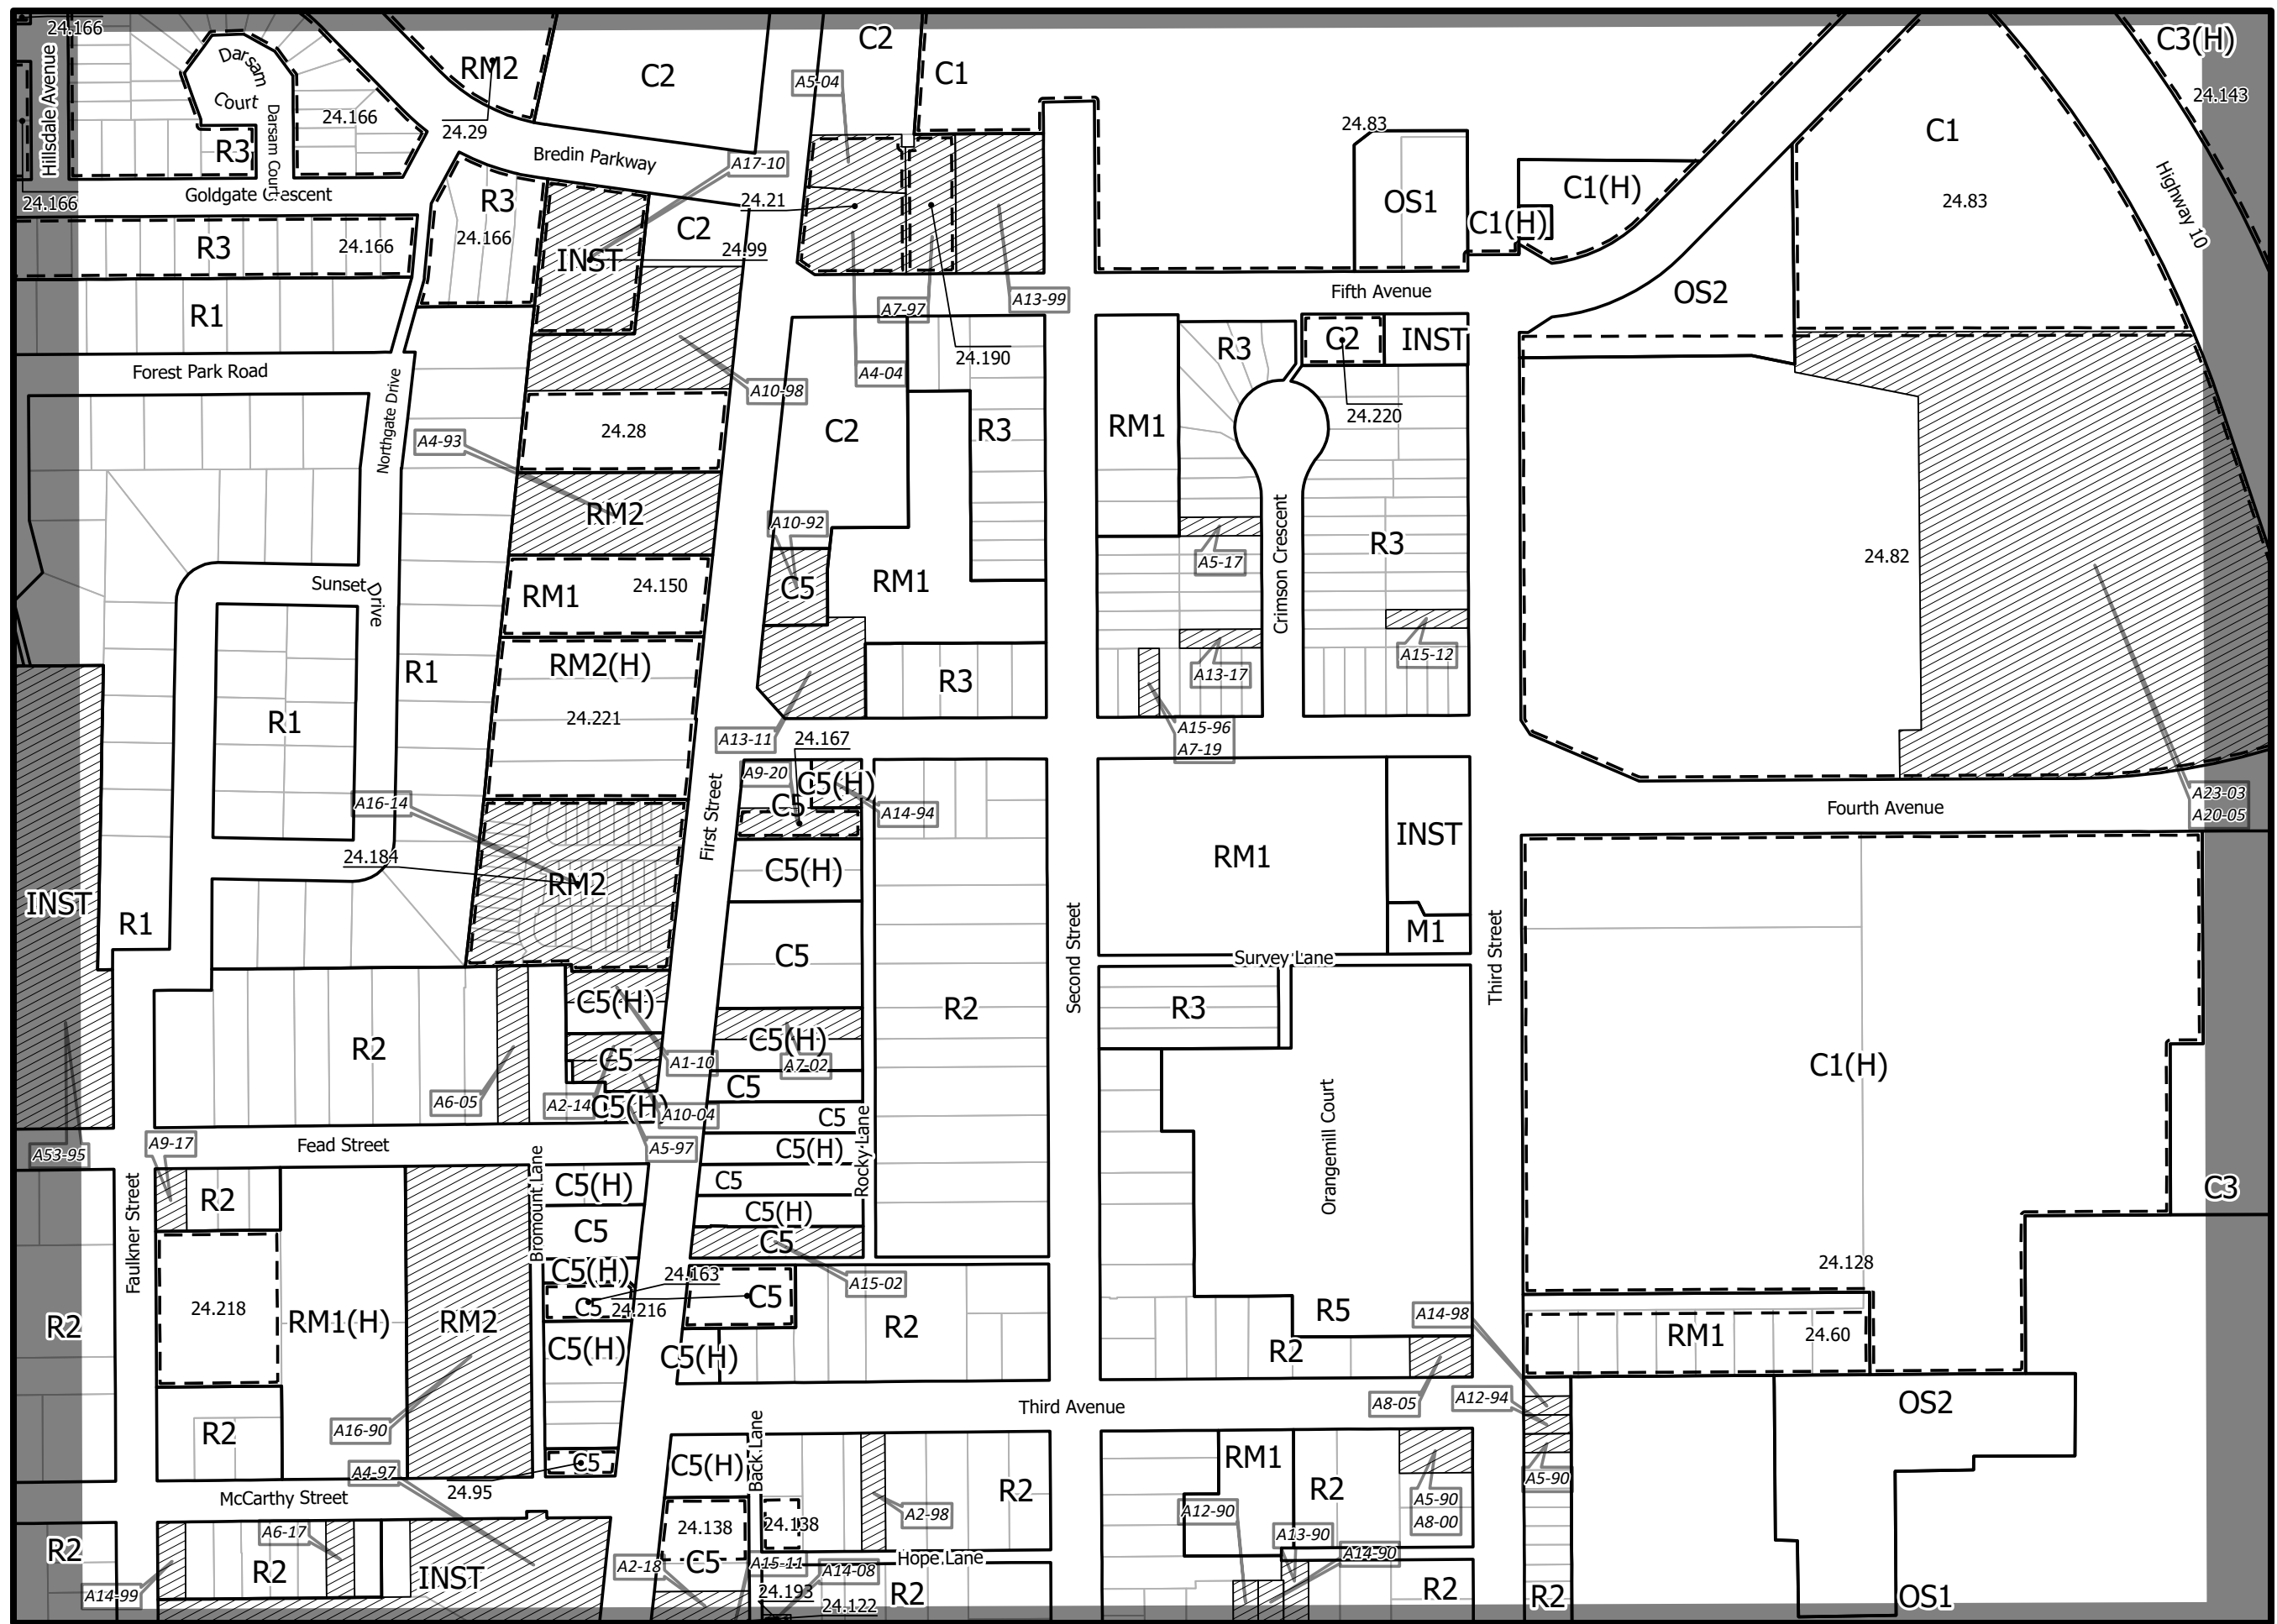 24.166
Hillsdale Avenue
Darsam
Court
Darsam Court
24.166
R3
RM2
24.29
C2
C2
C1
A5-04
C3(H)
24.143
C1
24.83
Highway 10
24.83
OS1
C1(H)
C1(H)
OS2
Bredin Parkway
A17-10
24.21
Goldgate Crescent
24.166
R3
24.166
R3
24.166
INST
C2
24.99
A7-97
A13-99
24.190
A4-04
Fifth Avenue
R1
Forest Park Road
Northgate Drive
A10-98
24.28
A4-93
RM2
C2
R3
RM1
R3
C2
INST
24.220
A10-92
C5
RM1
A5-17
Crimson Crescent
R3
24.82
Sunset
Drive
RM1
24.150
R1
RM2(H)
24.221
R1
R3
A13-17
A15-12
A15-96
A7-19
A13-11
24.167
A9-20
C5(H)
C5
A14-94
First Street
A16-14
24.184
RM2
C5(H)
A23-03
A20-05
Fourth Avenue
INST
R1
RM1
INST
M1
C5
Second Street
Survey Lane
Third Street
R2
R3
C5(H)
C5(H)
A7-02
C5
A1-10
C5
R2
A6-05
A2-14
C5(H)
A10-04
A5-97
C1(H)
Orangemill Court
C5
C5(H)
Rocky Lane
A53-95
A9-17
Fead Street
Faulkner Street
R2
Bromount Lane
C5(H)
C5
C5
C5(H)
C5
C3
24.128
C5(H)
24.163
A15-02
C5
24.216
C5
24.218
RM1(H)
RM2
R2
C5(H)
C5(H)
R2
R5
R2
A14-98
RM1
24.60
A8-05
A12-94
R2
A16-90
Third Avenue
OS2
C5
C5(H)
Back Lane
A4-97
24.95
McCarthy Street
R2
RM1
R2
A5-90
A5-90
A8-00
A12-90
A13-90
A14-90
A2-98
24.138
24.138
C5
Hope Lane
R2
A6-17
R2
A14-99
INST
A2-18
A15-11
A14-08
24.193
24.122
R2
R2
R2
OS1